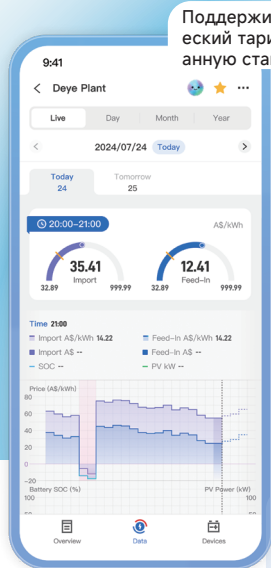 Поддержи
еский тари
анную ста
9:41
Deye Plant
Live Day Month Year
2024/07/24 Today
Today Tomorrow
24 25
20:00-21:00 A$/kWh
35.41 12.41
Import Feed-In
32.89 999.99 32.89 999.99
Time 21:00
Import A$/kWh 14.22 Feed-In A$/kWh 14.22
Import A$ -- Feed-In A$ --
SOC -- PV kW --
Price (A$/kWh)
80
60
40
20
0
-20
Battery SOC (%) PV Power (kW)
100 100
50
Overview Data Devices